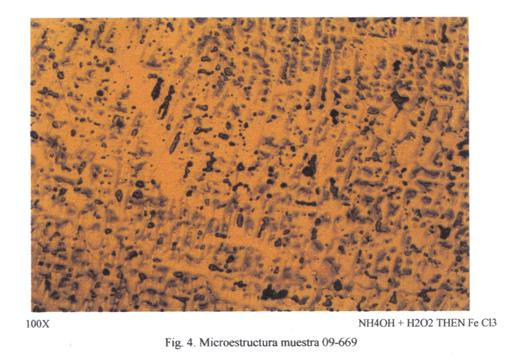 100X NH4OH + H2O2 THEN Fe Cl3
Fig. 4. Microestructura muestra 09-669